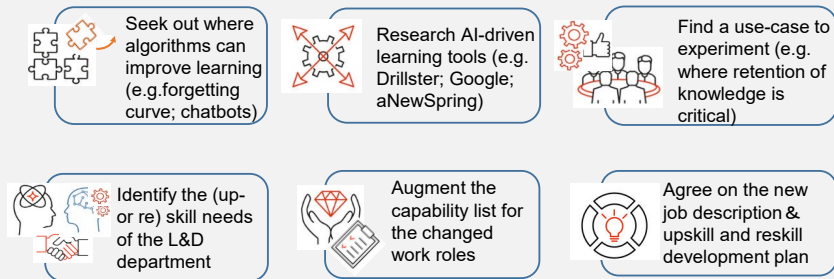 Seek out where
algorithms can
improve learning
(e.g.forgetting
curve; chatbots)
Research AI-driven
learning tools (e.g.
Drillster; Google;
aNewSpring)
Find a use-case to
experiment (e.g.
where retention of
knowledge is
critical)
Identify the (up-
or re) skill needs
of the L&D
department
Augment the
capability list for
the changed
work roles
Agree on the new
job description &
upskill and reskill
development plan